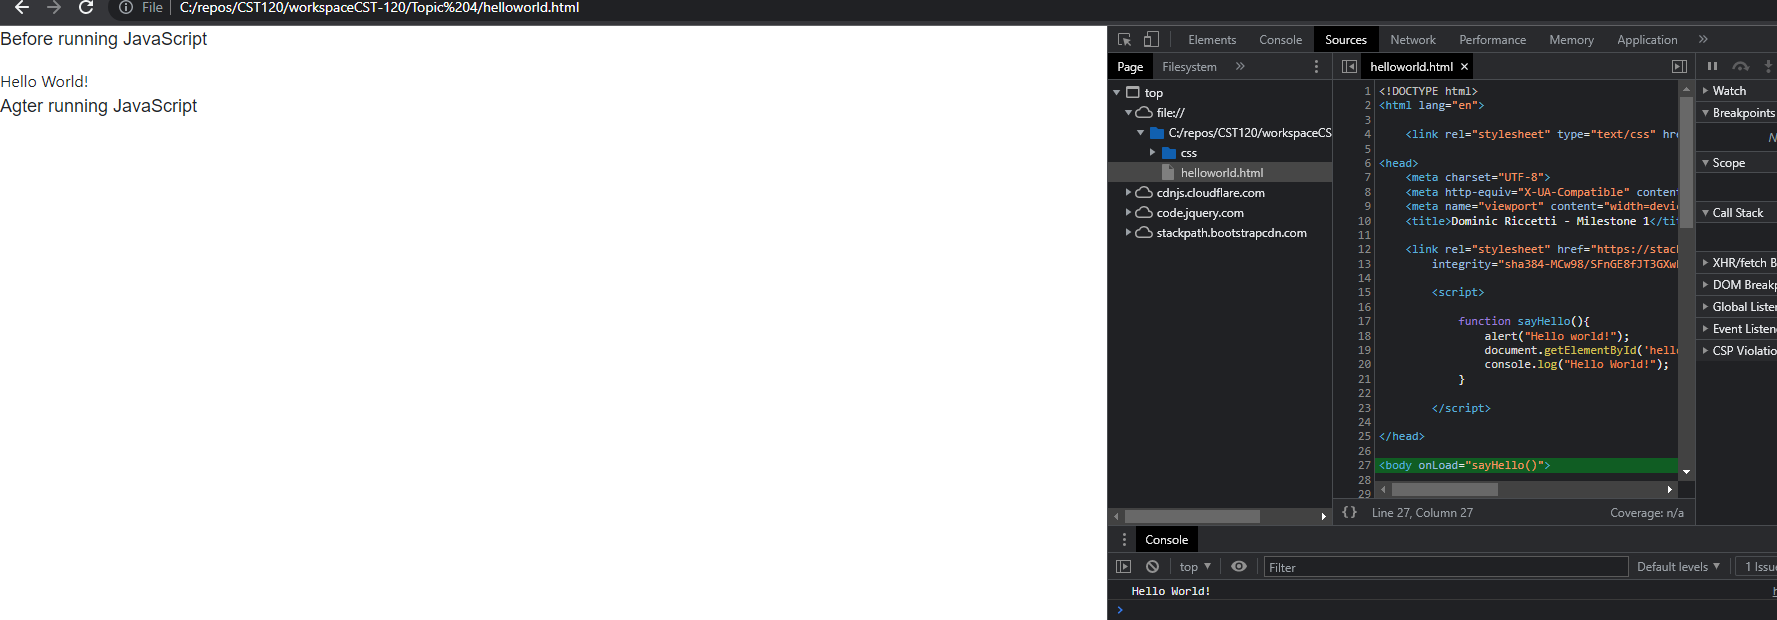 File C:/repos/CST120/workspaceCST-120/Topic%204/helloworld.html
Before running JavaScript
Hello World!
Agter running JavaScript
Elements Console Sources Network Performance Memory Application
Page Filesystem
helloworld.html
top
file://
C:/repos/CST120/workspaceCS
css
helloworld.html
cdnjs.cloudflare.com
code.jquery.com
stackpath.bootstrapcdn.com
1 <!DOCTYPE html>
2 <html lang="en">
3
4 <link rel="stylesheet" type="text/css" hre
5
6 <head>
7 <meta charset="UTF-8">
8 <meta http-equiv="X-UA-Compatible" conten
9 <meta name="viewport" content="width=devi
10 <title>Dominic Riccetti - Milestone 1</tit
11
12 <link rel="stylesheet" href="https://stac
13 integrity="sha384-MCw98/SFnGE8fJT3GXw
14
15 <script>
16
17 function sayHello(){
18 alert("Hello world!");
19 document.getElementById('hell
20 console.log("Hello World!");
21 }
22
23 </script>
24
25 </head>
26
27 <body onLoad="sayHello()">
28
29
{} Line 27, Column 27 Coverage: n/a
Watch
Breakpoints
Scope
Call Stack
XHR/fetch B
DOM Breakp
Global Liste
Event Listen
CSP Violatio
Console
top Filter Default levels 1 Issu
Hello World!